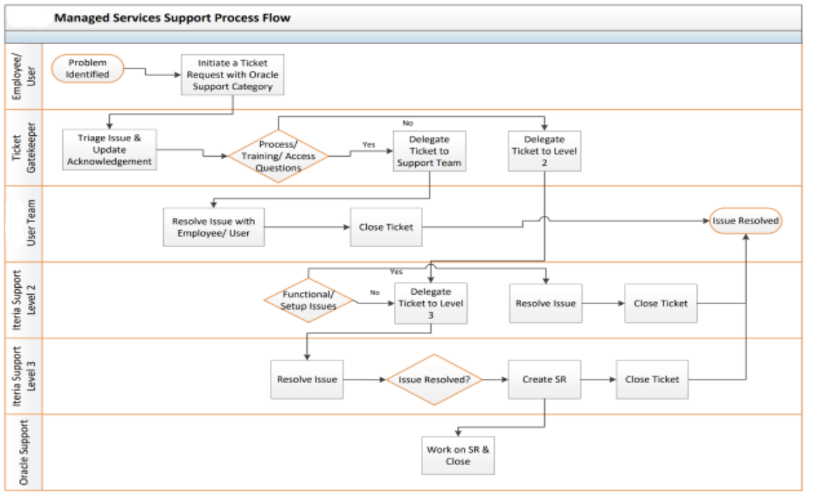 Managed Services Support Process Flow
Employee/
User
Problem
Identified
Initiate a Ticket
Request with Oracle
Support Category
Ticket
Gatekeeper
Triage Issue &
Update
Acknowledgement
Process/
Training/ Access
Questions
Yes
No
Delegate
Ticket to
Support Team
Delegate
Ticket to Level
2
User Team
Resolve Issue with
Employee/ User
Close Ticket
Issue Resolved
Iteria Support
Level 2
Functional/
Setup Issues
Yes
No
Delegate
Ticket to Level
3
Resolve Issue
Close Ticket
Iteria Support
Level 3
Resolve Issue
Issue Resolved?
Create SR
Close Ticket
Oracle Support
Work on SR &
Close